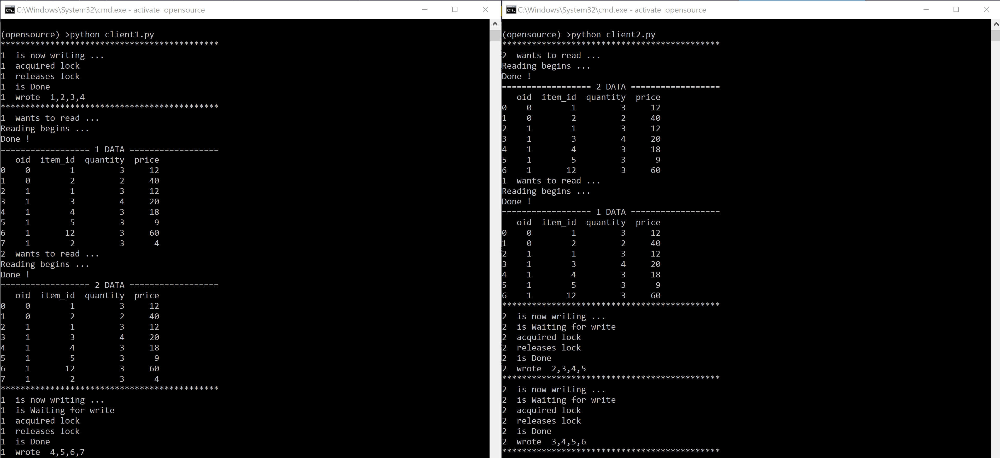 C:\Windows\System32\cmd.exe - activate  opensource
(opensource) >python client1.py
********************************************
1  is now writing ...
1  acquired lock
1  releases lock
1  is Done
1  wrote  1,2,3,4
********************************************
1  wants to read ...
Reading begins ...
Done !
================== 1 DATA ==================
   oid  item_id  quantity  price
0    0        1         3     12
1    0        2         2     40
2    1        1         3     12
3    1        3         4     20
4    1        4         3     18
5    1        5         3      9
6    1       12         3     60
7    1        2         3      4
2  wants to read ...
Reading begins ...
Done !
================== 2 DATA ==================
   oid  item_id  quantity  price
0    0        1         3     12
1    0        2         2     40
2    1        1         3     12
3    1        3         4     20
4    1        4         3     18
5    1        5         3      9
6    1       12         3     60
7    1        2         3      4
********************************************
1  is now writing ...
1  is Waiting for write
1  acquired lock
1  releases lock
1  is Done
1  wrote  4,5,6,7
C:\Windows\System32\cmd.exe - activate  opensource
(opensource) >python client2.py
********************************************
2  wants to read ...
Reading begins ...
Done !
================== 2 DATA ==================
   oid  item_id  quantity  price
0    0        1         3     12
1    0        2         2     40
2    1        1         3     12
3    1        3         4     20
4    1        4         3     18
5    1        5         3      9
6    1       12         3     60
1  wants to read ...
Reading begins ...
Done !
================== 1 DATA ==================
   oid  item_id  quantity  price
0    0        1         3     12
1    0        2         2     40
2    1        1         3     12
3    1        3         4     20
4    1        4         3     18
5    1        5         3      9
6    1       12         3     60
********************************************
2  is now writing ...
2  is Waiting for write
2  acquired lock
2  releases lock
2  is Done
2  wrote  2,3,4,5
********************************************
2  is now writing ...
2  is Waiting for write
2  acquired lock
2  releases lock
2  is Done
2  wrote  3,4,5,6
********************************************